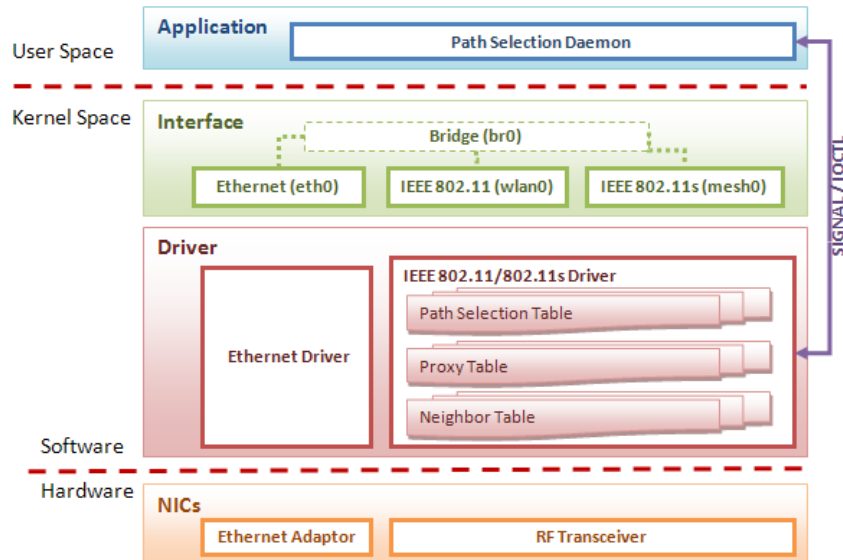 Application
Path Selection Daemon
User Space
Kernel Space
Interface
Bridge (br0)
Ethernet (eth0)
IEEE 802.11 (wlan0)
IEEE 802.11s (mesh0)
SIGNAL / IOCTL
Driver
IEEE 802.11/802.11s Driver
Path Selection Table
Ethernet Driver
Proxy Table
Neighbor Table
Software
Hardware
NICs
Ethernet Adaptor
RF Transceiver